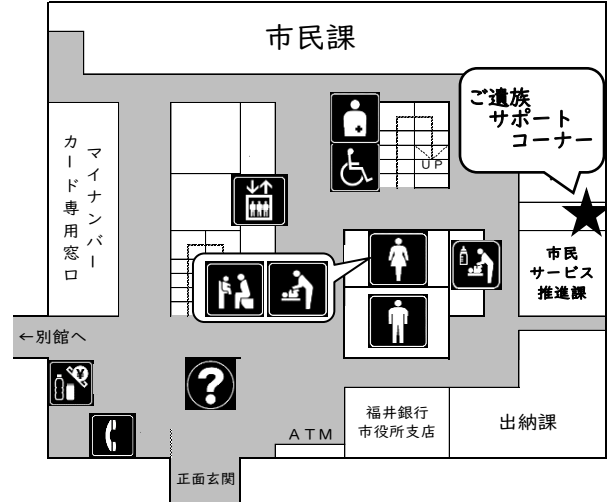 市民課
ご遺族
サポート
コーナー
マイナンバー
カード専用窓口
UP
市民
サービス
推進課
←別館へ
?
ATM
福井銀行
市役所支店
出納課
正面玄関